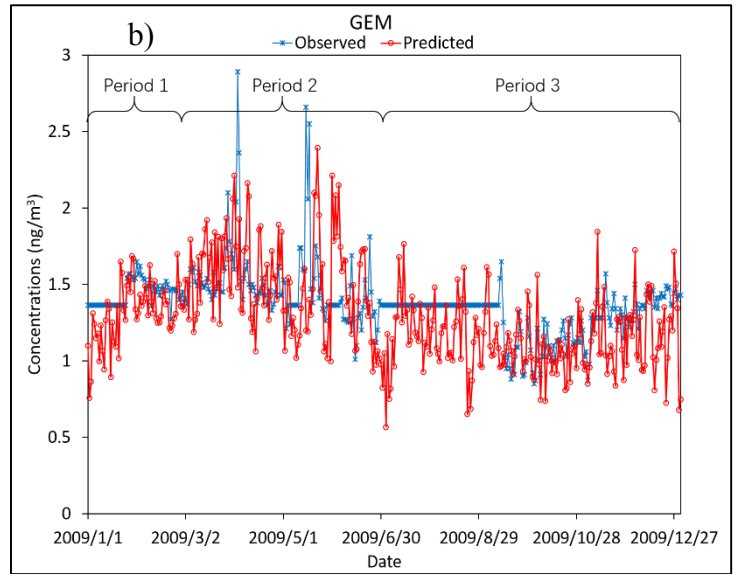 b)
GEM
Observed
Predicted
Period 1
Period 2
Period 3
3
2.5
2
1.5
1
0.5
0
Concentrations (ng/m³)
2009/1/1
2009/3/2
2009/5/1
2009/6/30
2009/8/29
2009/10/28
2009/12/27
Date